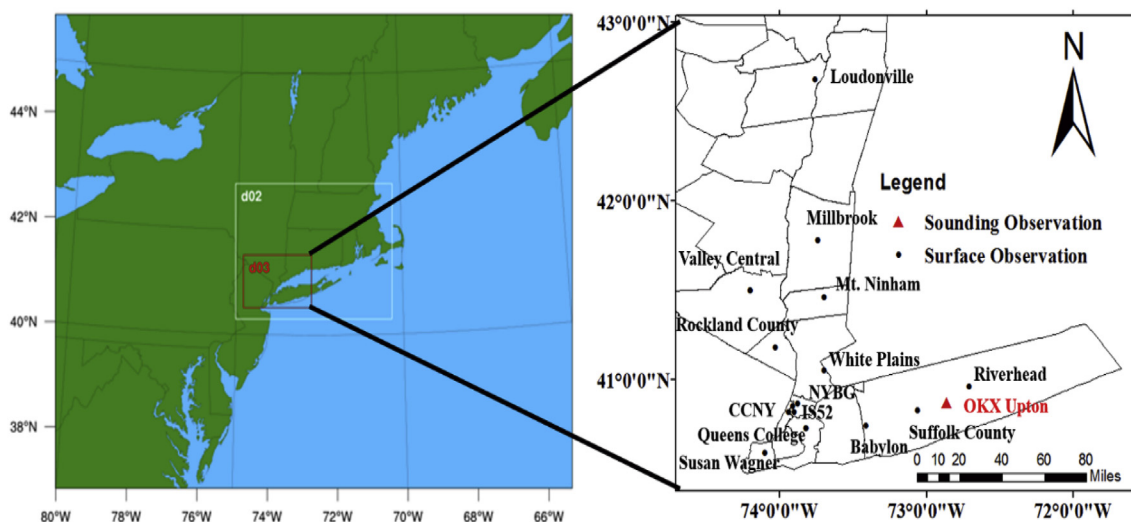 44°N
42°N
40°N
38°N
80°W 78°W 76°W 74°W 72°W 70°W 68°W 66°W
d02
d03
43°0'0"N
42°0'0"N
41°0'0"N
74°0'0"W 73°0'0"W 72°0'0"W
N
Legend
Sounding Observation
Surface Observation
Loudonville
Millbrook
Valley Central
Mt. Ninham
Rockland County
White Plains
Riverhead
NYBG
CCNY
IS52
OKX Upton
Queens College
Suffolk County
Babylon
Susan Wagner
0 10 20 40 60 80
Miles